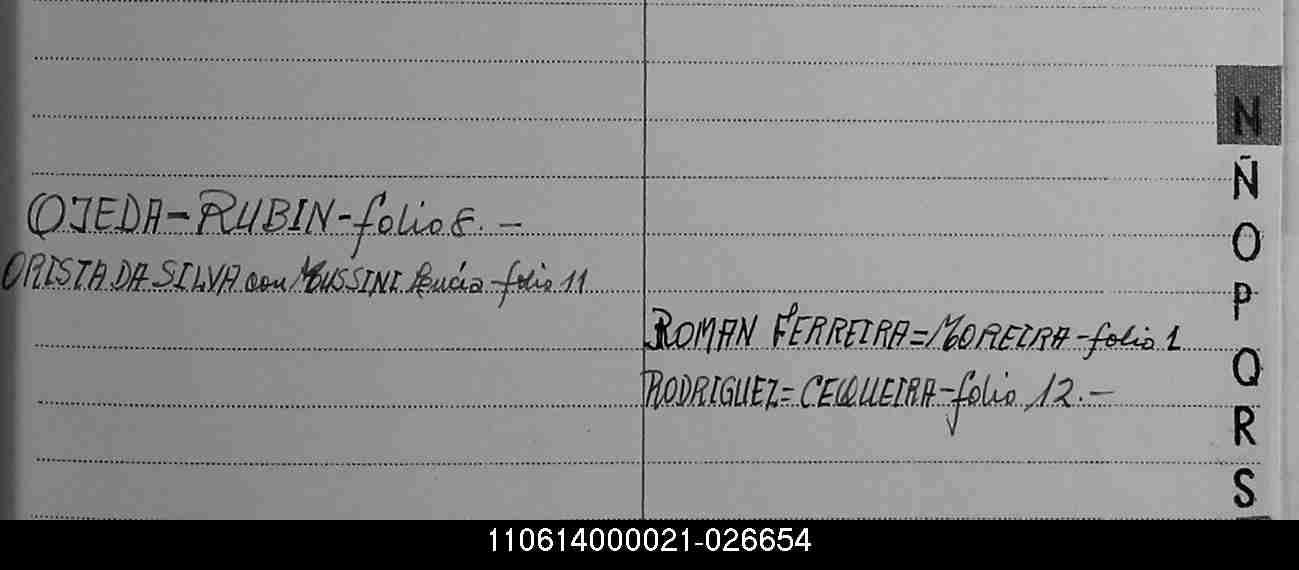 OJEDA-RUBIN-folio 8. -
ORISTA DA SILVA con MUSSINI Lucia-folio 11
ROMAN FERREIRA=MOREIRA-folio 1
RODRIGUEZ=CEQUEIRA-folio 12.-
N
Ñ
O
P
Q
R
S
110614000021-026654